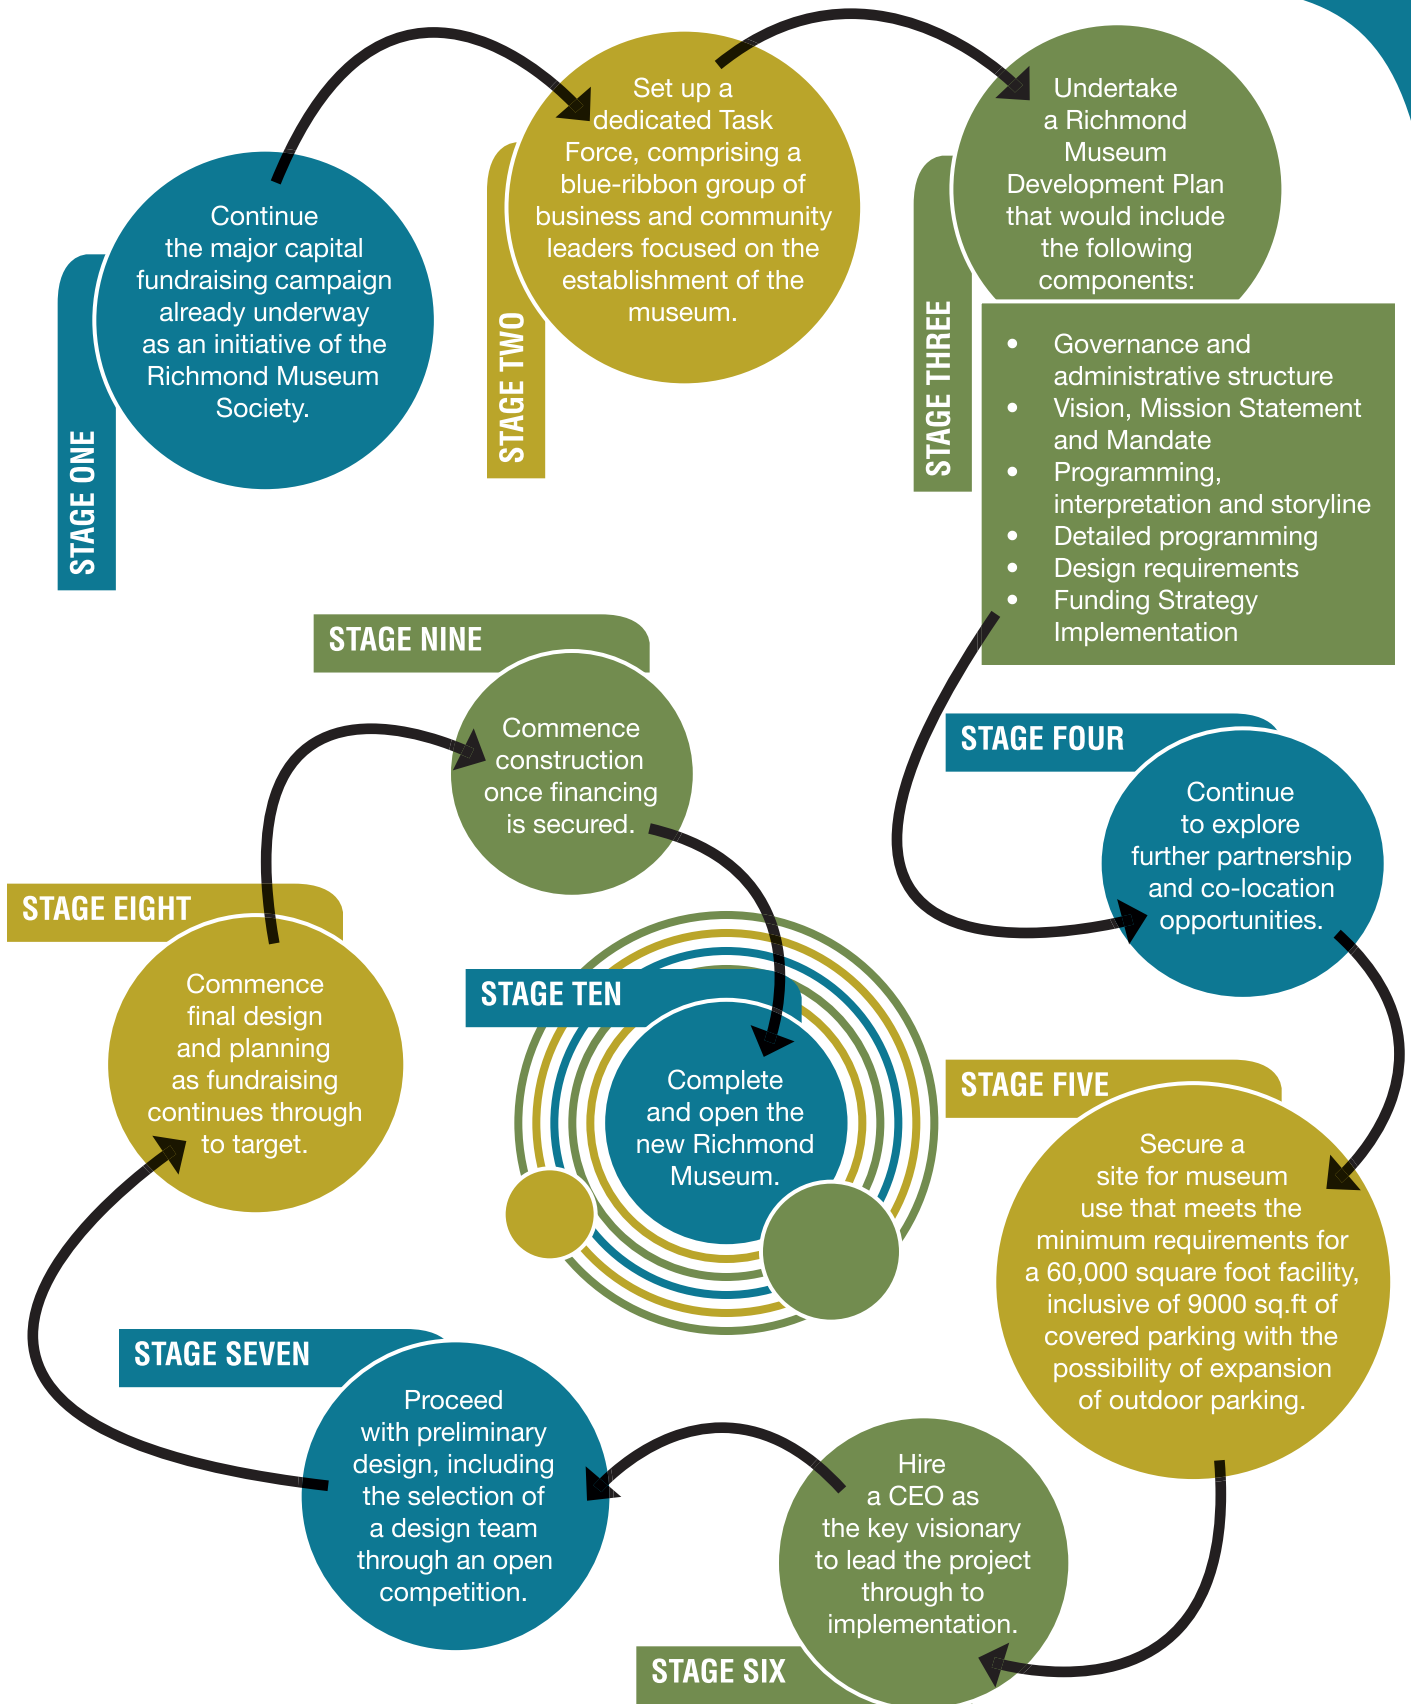 STAGE ONE
Continue
the major capital
fundraising campaign
already underway
as an initiative of the
Richmond Museum
Society.
STAGE TWO
Set up a
dedicated Task
Force, comprising a
blue-ribbon group of
business and community
leaders focused on the
establishment of the
museum.
STAGE THREE
Undertake
a Richmond
Museum
Development Plan
that would include
the following
components:
• Governance and
administrative structure
• Vision, Mission Statement
and Mandate
• Programming,
interpretation and storyline
• Detailed programming
• Design requirements
• Funding Strategy
Implementation
STAGE FOUR
Continue
to explore
further partnership
and co-location
opportunities.
STAGE FIVE
Secure a
site for museum
use that meets the
minimum requirements for
a 60,000 square foot facility,
inclusive of 9000 sq.ft of
covered parking with the
possibility of expansion
of outdoor parking.
STAGE SIX
Hire
a CEO as
the key visionary
to lead the project
through to
implementation.
STAGE SEVEN
Proceed
with preliminary
design, including
the selection of
a design team
through an open
competition.
STAGE EIGHT
Commence
final design
and planning
as fundraising
continues through
to target.
STAGE NINE
Commence
construction
once financing
is secured.
STAGE TEN
Complete
and open the
new Richmond
Museum.